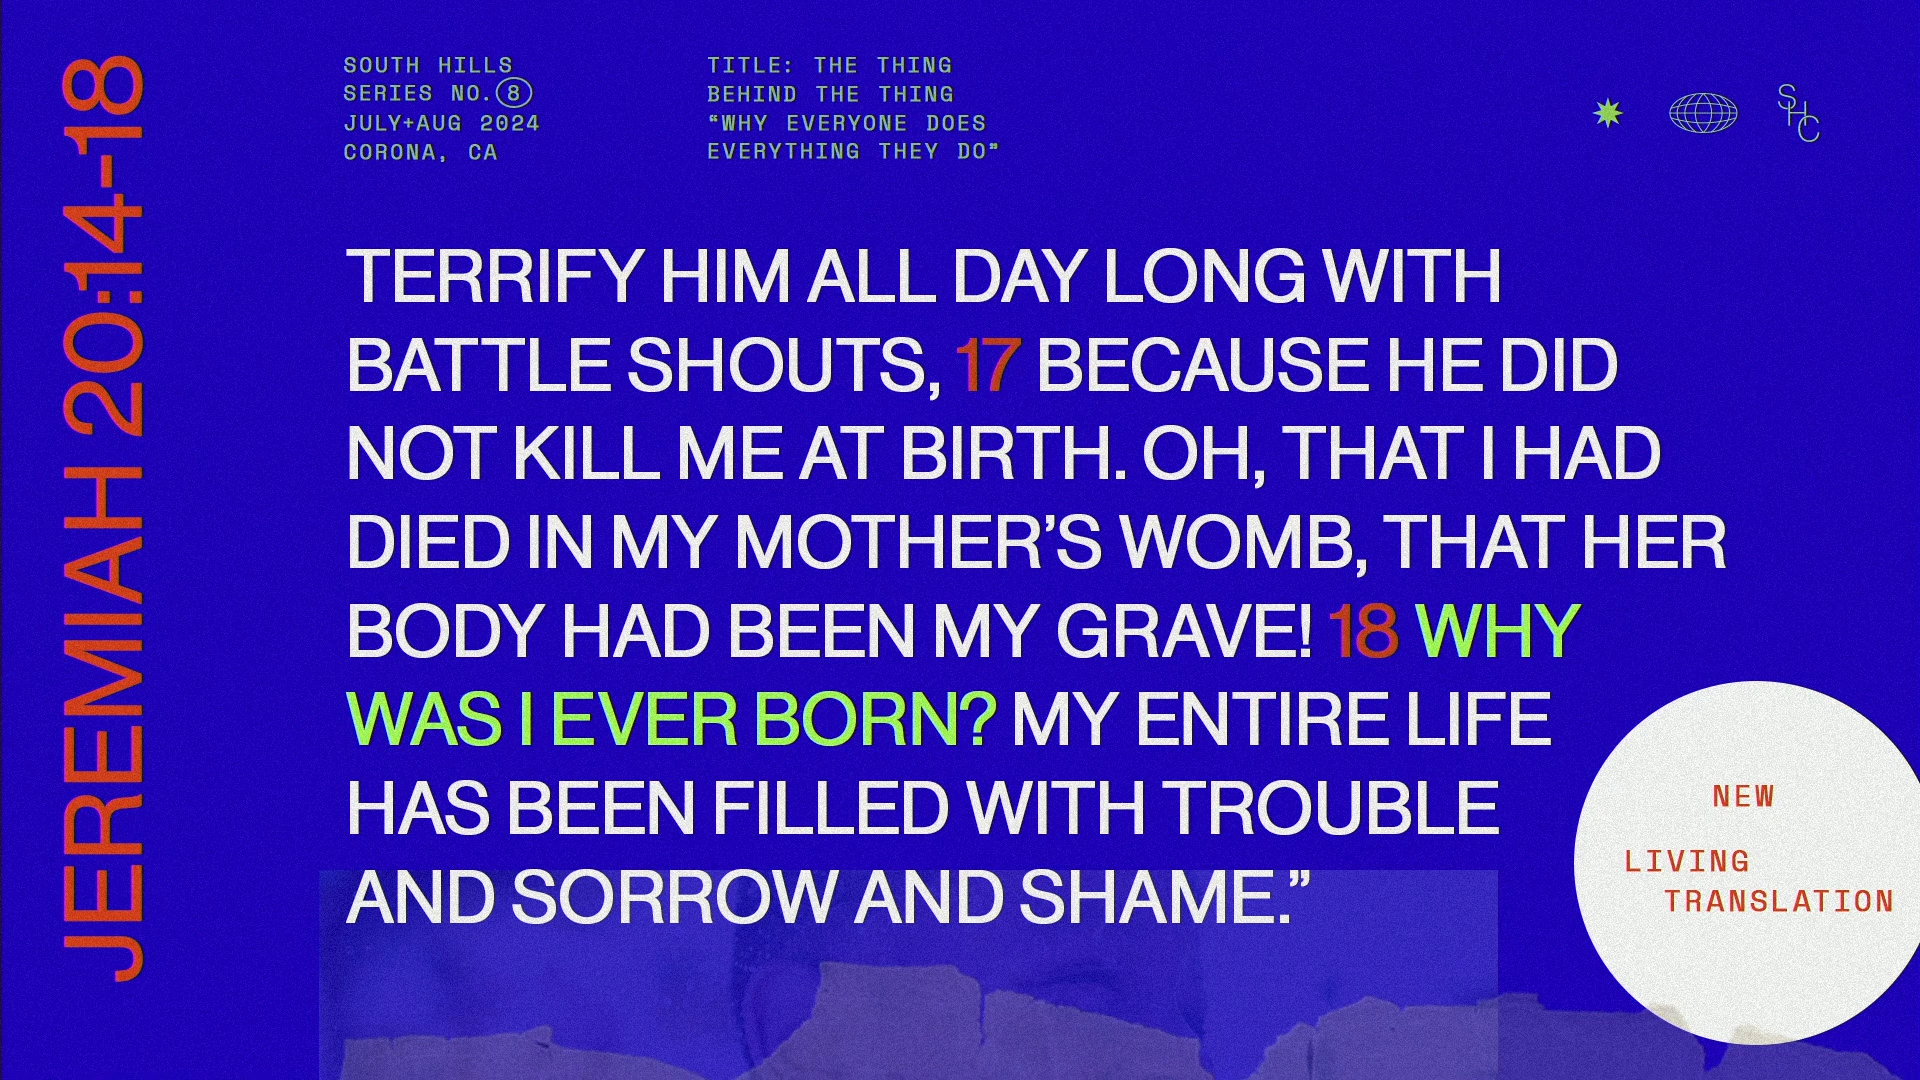 JEREMIAH 20:14-18
SOUTH HILLS
SERIES NO. 8
JULY+AUG 2024
CORONA, CA
TITLE: THE THING
BEHIND THE THING
“WHY EVERYONE DOES
EVERYTHING THEY DO”
SHC
TERRIFY HIM ALL DAY LONG WITH
BATTLE SHOUTS, 17 BECAUSE HE DID
NOT KILL ME AT BIRTH. OH, THAT I HAD
DIED IN MY MOTHER’S WOMB, THAT HER
BODY HAD BEEN MY GRAVE! 18 WHY
WAS I EVER BORN? MY ENTIRE LIFE
HAS BEEN FILLED WITH TROUBLE
AND SORROW AND SHAME.”
NEW
LIVING
TRANSLATION